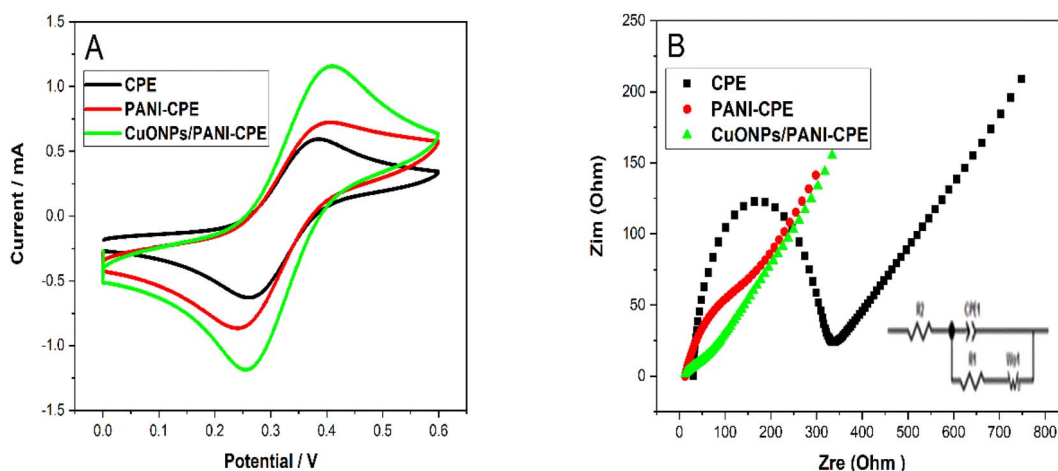 A
CPE
PANI-CPE
CuONPs/PANI-CPE
Current / mA
1.5
1.0
0.5
0.0
-0.5
-1.0
-1.5
0.0 0.1 0.2 0.3 0.4 0.5 0.6
Potential / V
B
CPE
PANI-CPE
CuONPs/PANI-CPE
Zim (Ohm)
250
200
150
100
50
0
0 100 200 300 400 500 600 700 800
Zre (Ohm )
R2 CPE1
R1 Wo1